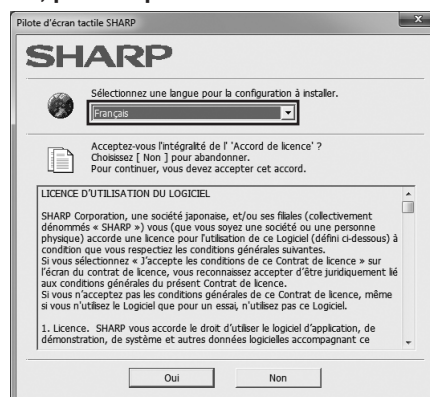 Pilote d'écran tactile SHARP
SHARP
Sélectionnez une langue pour la configuration à installer.
Français
Acceptez-vous l'intégralité de l' 'Accord de licence' ?
Choisissez [ Non ] pour abandonner.
Pour continuer, vous devez accepter cet accord.
LICENCE D'UTILISATION DU LOGICIEL
SHARP Corporation, une société japonaise, et/ou ses filiales (collectivement
dénommés « SHARP ») vous (que vous soyez une société ou une personne
physique) accorde une licence pour l'utilisation de ce Logiciel (défini ci-dessous) à
condition que vous respectiez les conditions générales suivantes.
Si vous sélectionnez « J'accepte les conditions de ce Contrat de licence » sur
l'écran du contrat de licence, vous reconnaissez accepter d'être juridiquement lié
aux conditions générales du présent Contrat de licence.
Si vous n'acceptez pas les conditions générales de ce Contrat de licence, même
si vous n'utilisez le Logiciel que pour un essai, n'utilisez pas ce Logiciel.
1. Licence. SHARP vous accorde le droit d'utiliser le logiciel d'application, de
démonstration, de système et autres données logicielles accompagnant ce
Oui
Non